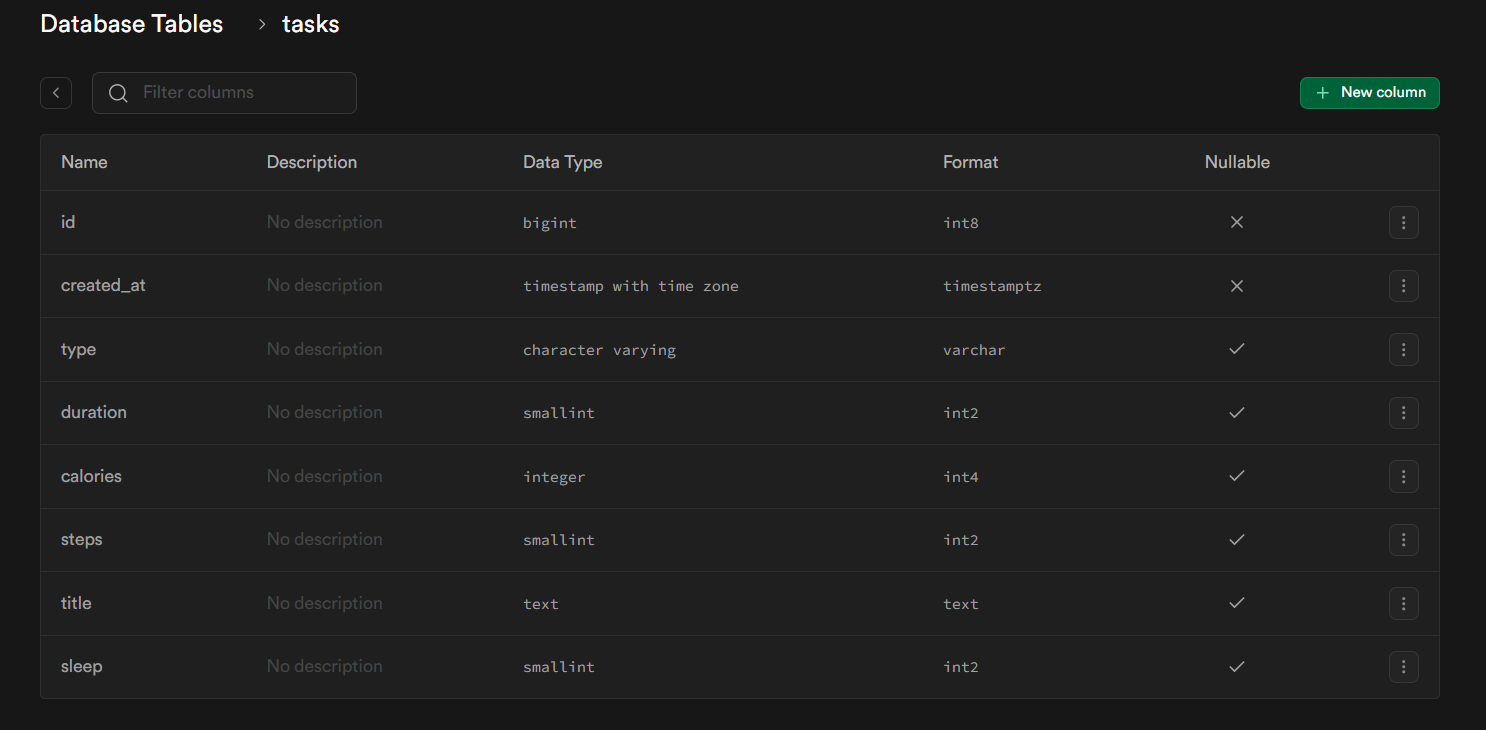 Database Tables > tasks
Filter columns
+ New column
Name Description Data Type Format Nullable
id No description bigint int8
created_at No description timestamp with time zone timestamptz
type No description character varying varchar
duration No description smallint int2
calories No description integer int4
steps No description smallint int2
title No description text text
sleep No description smallint int2